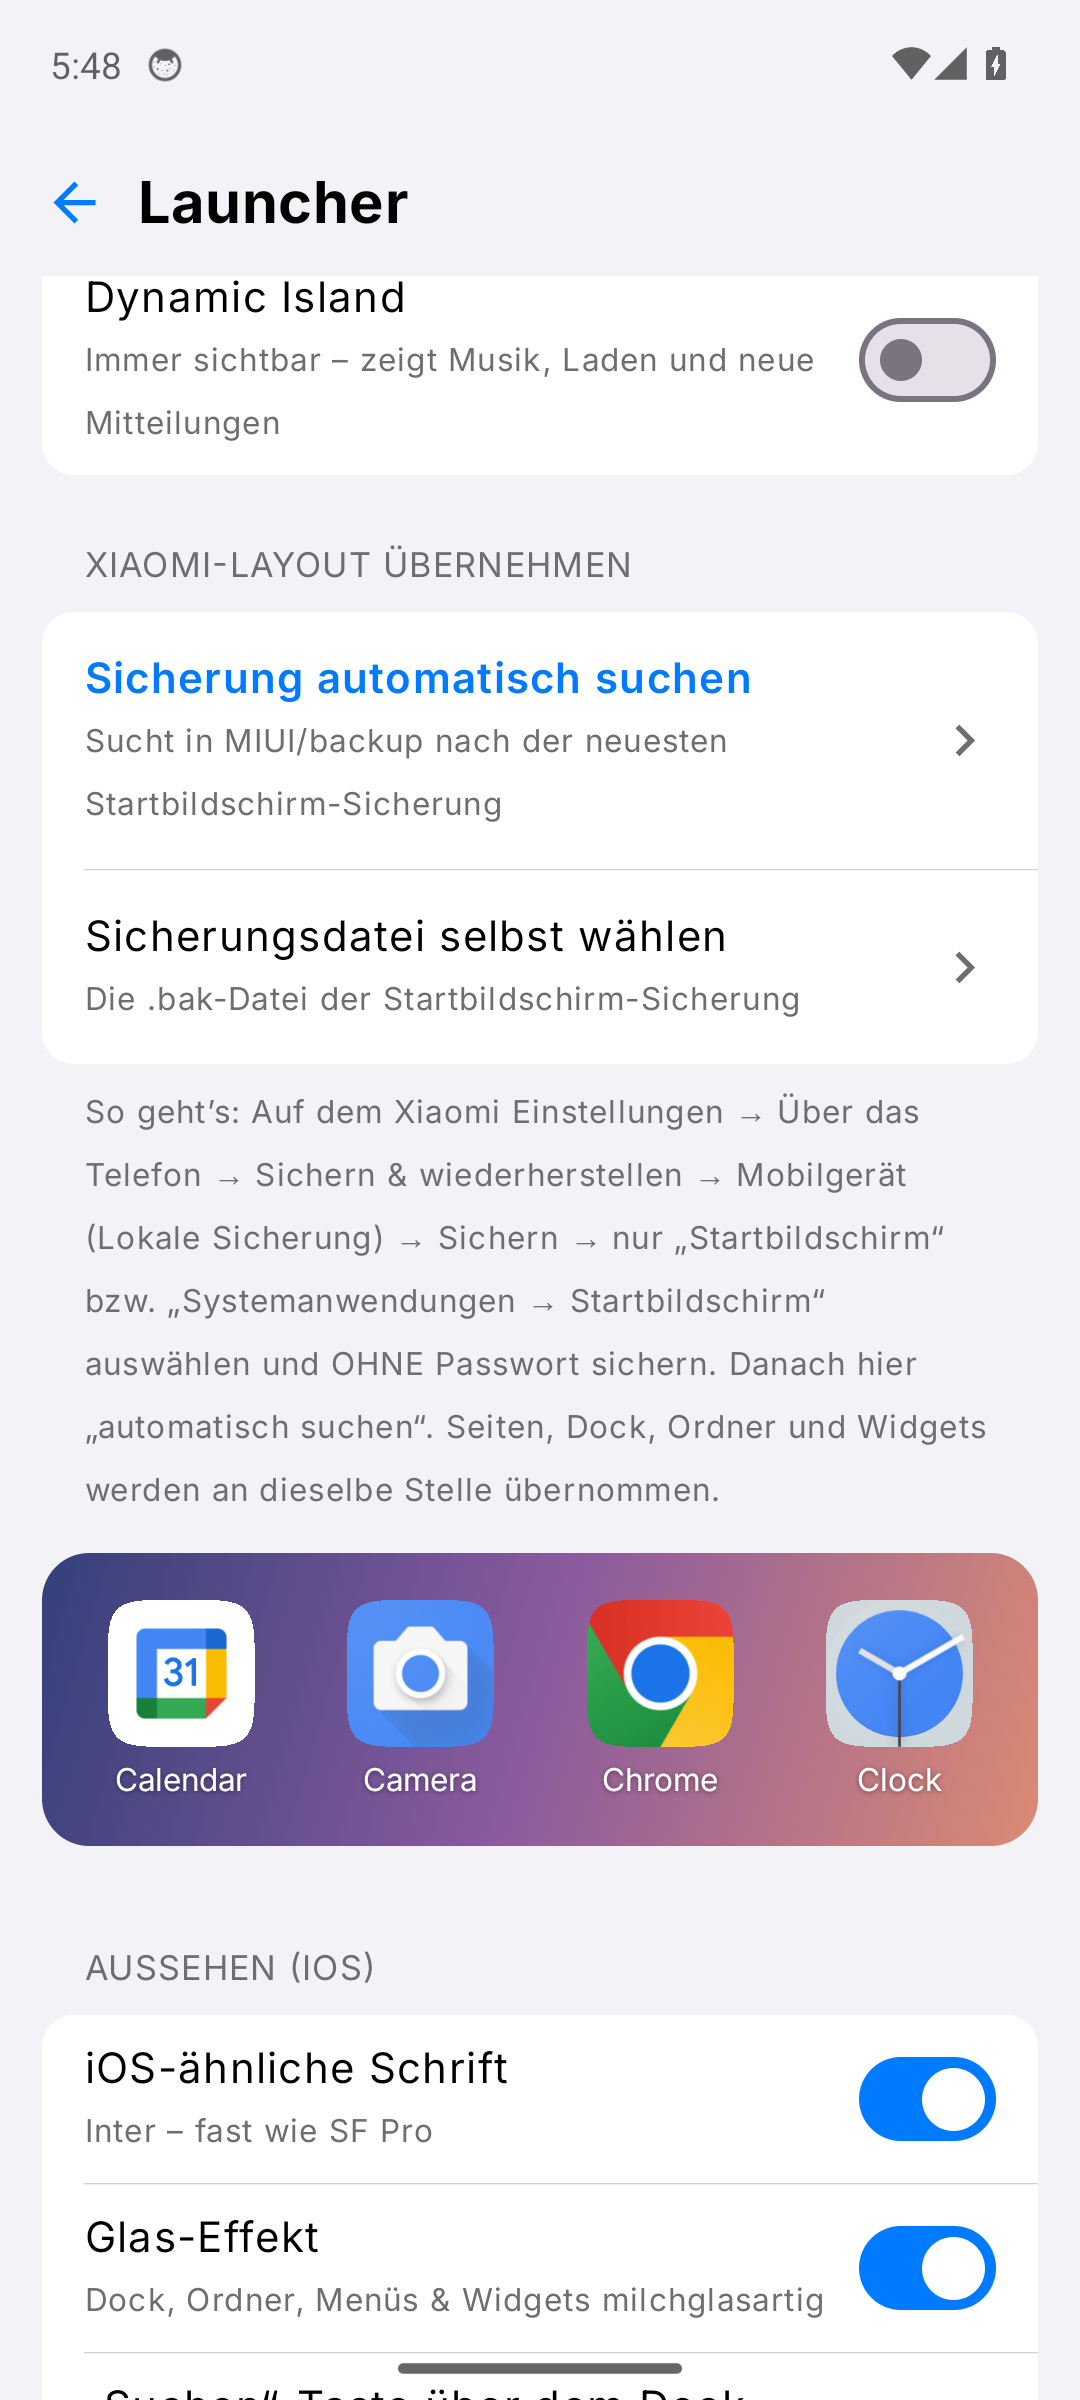 5:48
Launcher
Dynamic Island
Immer sichtbar – zeigt Musik, Laden und neue
Mitteilungen
XIAOMI-LAYOUT ÜBERNEHMEN
Sicherung automatisch suchen
Sucht in MIUI/backup nach der neuesten
Startbildschirm-Sicherung
Sicherungsdatei selbst wählen
Die .bak-Datei der Startbildschirm-Sicherung
So geht’s: Auf dem Xiaomi Einstellungen → Über das
Telefon → Sichern & wiederherstellen → Mobilgerät
(Lokale Sicherung) → Sichern → nur „Startbildschirm“
bzw. „Systemanwendungen → Startbildschirm“
auswählen und OHNE Passwort sichern. Danach hier
„automatisch suchen“. Seiten, Dock, Ordner und Widgets
werden an dieselbe Stelle übernommen.
31
Calendar Camera Chrome Clock
AUSSEHEN (IOS)
iOS-ähnliche Schrift
Inter – fast wie SF Pro
Glas-Effekt
Dock, Ordner, Menüs & Widgets milchglasartig
„Suchen“-Taste über dem Dock